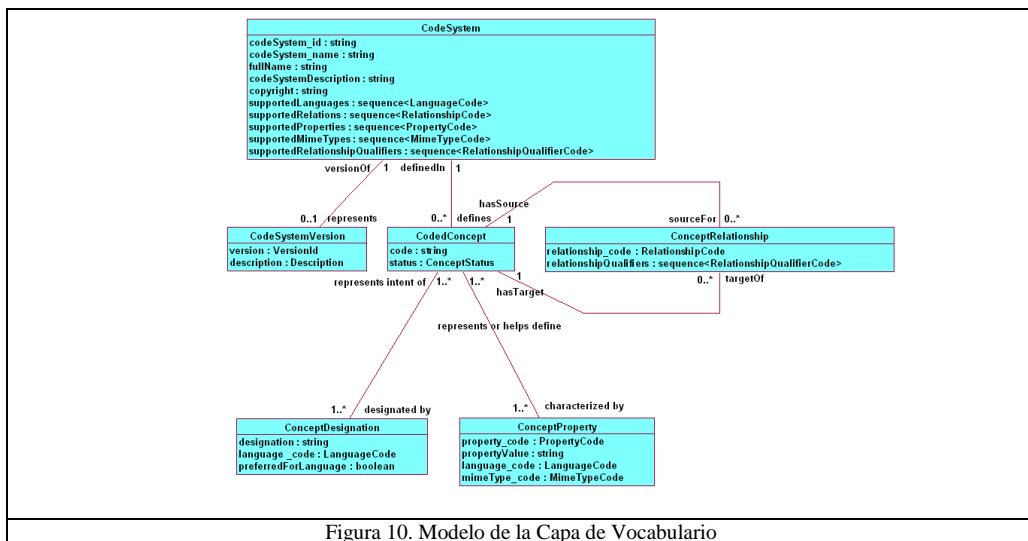 CodeSystem
codeSystem_id : string
codeSystem_name : string
fullName : string
codeSystemDescription : string
copyright : string
supportedLanguages : sequence<LanguageCode>
supportedRelations : sequence<RelationshipCode>
supportedProperties : sequence<PropertyCode>
supportedMimeTypes : sequence<MimeTypeCode>
supportedRelationshipQualifiers : sequence<RelationshipQualifierCode>
versionOf 1 definedIn 1
hasSource
0..1 represents 0..* defines 1 sourceFor 0..*
CodeSystemVersion
version : VersionId
description : Description
CodedConcept
code : string
status : ConceptStatus
ConceptRelationship
relationship_code : RelationshipCode
relationshipQualifiers : sequence<RelationshipQualifierCode>
represents intent of 1..* 1..* 1 hasTarget 0..* targetOf
represents or helps define
1..* designated by 1..* characterized by
ConceptDesignation
designation : string
language _code : LanguageCode
preferredForLanguage : boolean
ConceptProperty
property_code : PropertyCode
propertyValue : string
language_code : LanguageCode
mimeType_code : MimeTypeCode
Figura 10. Modelo de la Capa de Vocabulario